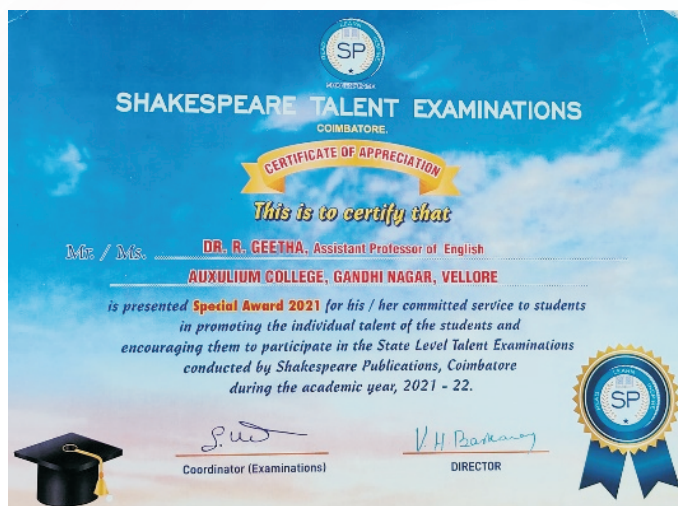 SP
SHAKESPEARE TALENT EXAMINATIONS
COIMBATORE.
CERTIFICATE OF APPRECIATION
This is to certify that
Mr. / Ms. DR. R. GEETHA, Assistant Professor of English
AUXULIUM COLLEGE, GANDHI NAGAR, VELLORE
is presented Special Award 2021 for his / her committed service to students
in promoting the individual talent of the students and
encouraging them to participate in the State Level Talent Examinations
conducted by Shakespeare Publications, Coimbatore
during the academic year, 2021 - 22.
LEARN
SP
Coordinator (Examinations)
DIRECTOR